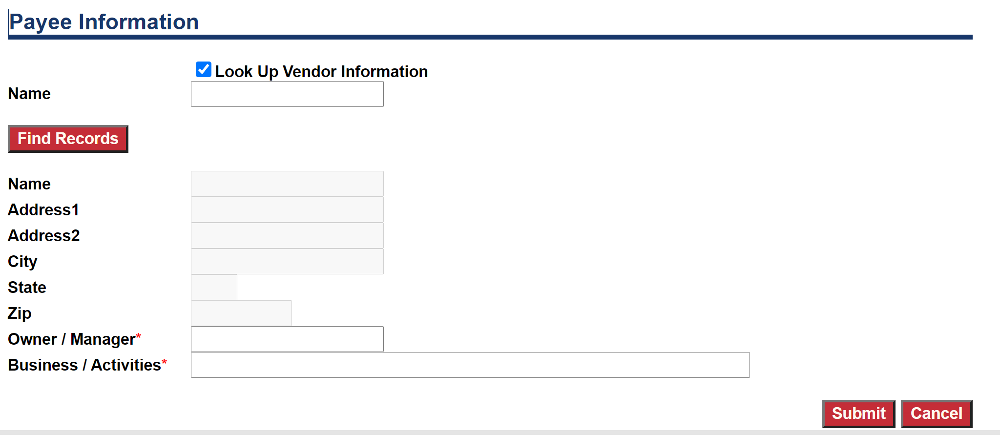 Payee Information
Look Up Vendor Information
Name
Find Records
Name
Address1
Address2
City
State
Zip
Owner / Manager*
Business / Activities*
Submit Cancel